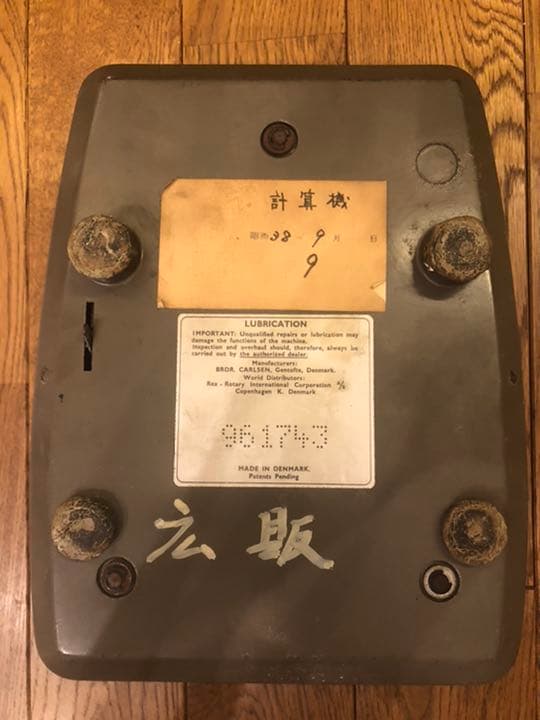 計算機
昭和 38 9 月 日
9
LUBRICATION
IMPORTANT: Unqualified repairs or lubrication may
damage the functions of the machine.
Inspection and overhaul should, therefore, always be
carried out by the authorized dealer.
Manufacturers:
BRDR. CARLSEN, Gentofte, Denmark.
World Distributors:
Rex - Rotary International Corporation A/S
Copenhagen K. Denmark
961743
MADE IN DENMARK.
Patents Pending
広販